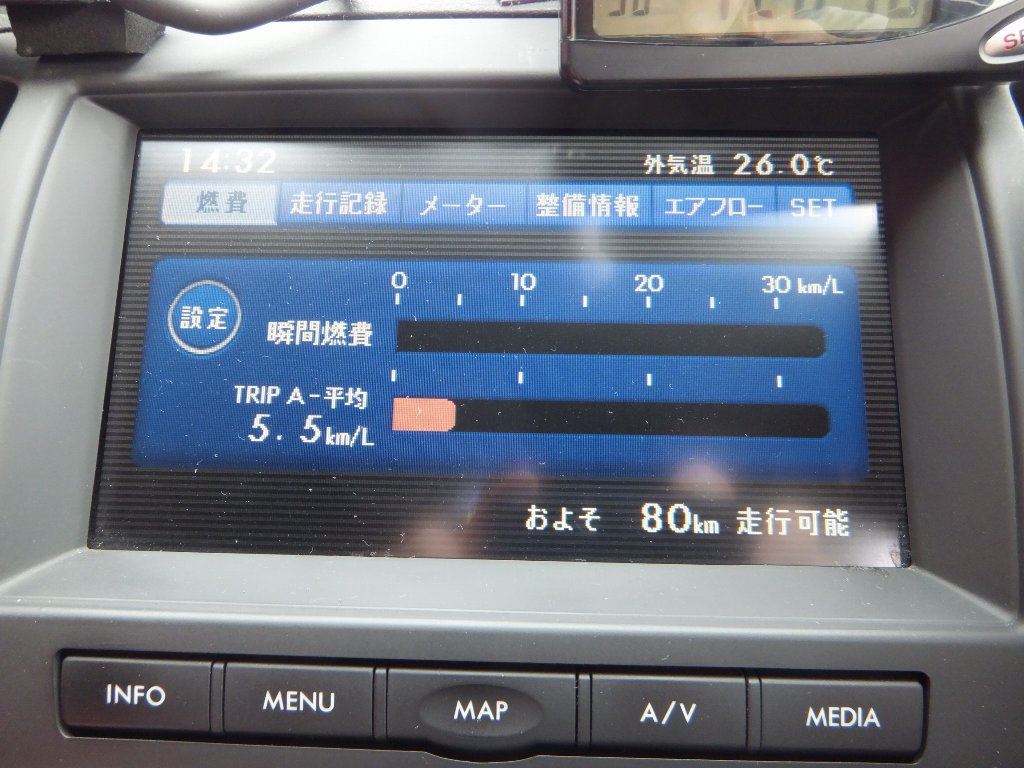 SE
14:32 外気温 26.0℃
燃費 走行記録 メーター 整備情報 エアフロー SET
0 10 20 30 km/L
設定
瞬間燃費
TRIP A-平均
5.5km/L
およそ 80km 走行可能
INFO MENU MAP A/V MEDIA